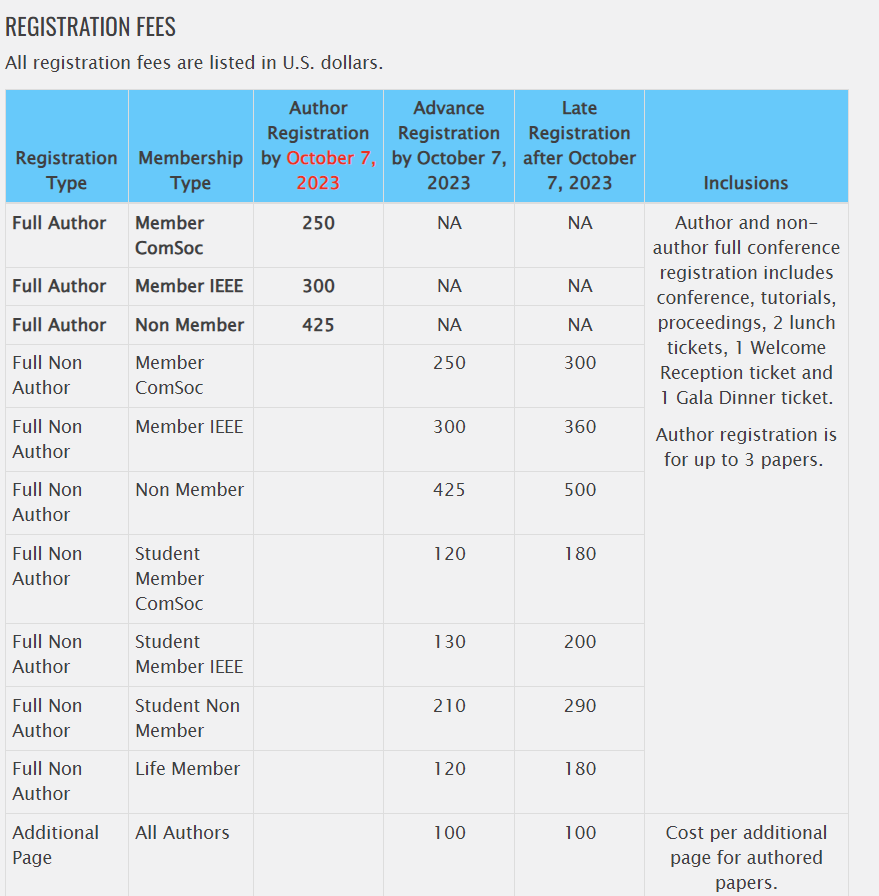 REGISTRATION FEES
All registration fees are listed in U.S. dollars.
Registration Type | Membership Type | Author Registration by October 7, 2023 | Advance Registration by October 7, 2023 | Late Registration after October 7, 2023 | Inclusions
Full Author | Member ComSoc | 250 | NA | NA | Author and non-author full conference registration includes conference, tutorials, proceedings, 2 lunch tickets, 1 Welcome Reception ticket and 1 Gala Dinner ticket.
Author registration is for up to 3 papers.
Full Author | Member IEEE | 300 | NA | NA
Full Author | Non Member | 425 | NA | NA
Full Non Author | Member ComSoc | | 250 | 300
Full Non Author | Member IEEE | | 300 | 360
Full Non Author | Non Member | | 425 | 500
Full Non Author | Student Member ComSoc | | 120 | 180
Full Non Author | Student Member IEEE | | 130 | 200
Full Non Author | Student Non Member | | 210 | 290
Full Non Author | Life Member | | 120 | 180
Additional Page | All Authors | | 100 | 100 | Cost per additional page for authored papers.